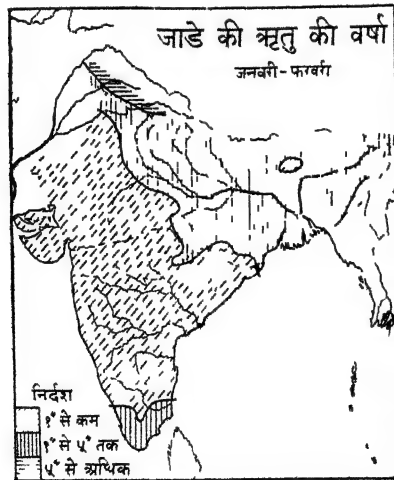 जाडे की ऋतु की वर्षा
जनवरी-फरवरी
निर्देश
१" से कम
१" से ५" तक
५" से अधिक